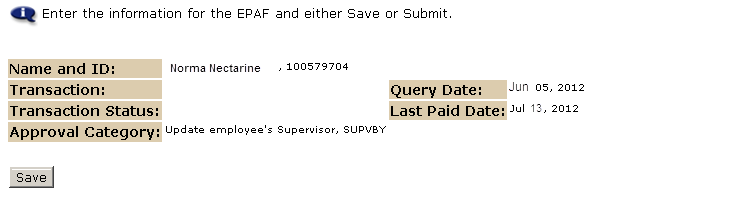 Enter the information for the EPAF and either Save or Submit.
Name and ID: Norma Nectarine , 100579704
Transaction: Query Date: Jun 05, 2012
Transaction Status: Last Paid Date: Jul 13, 2012
Approval Category: Update employee's Supervisor, SUPVBY
Save